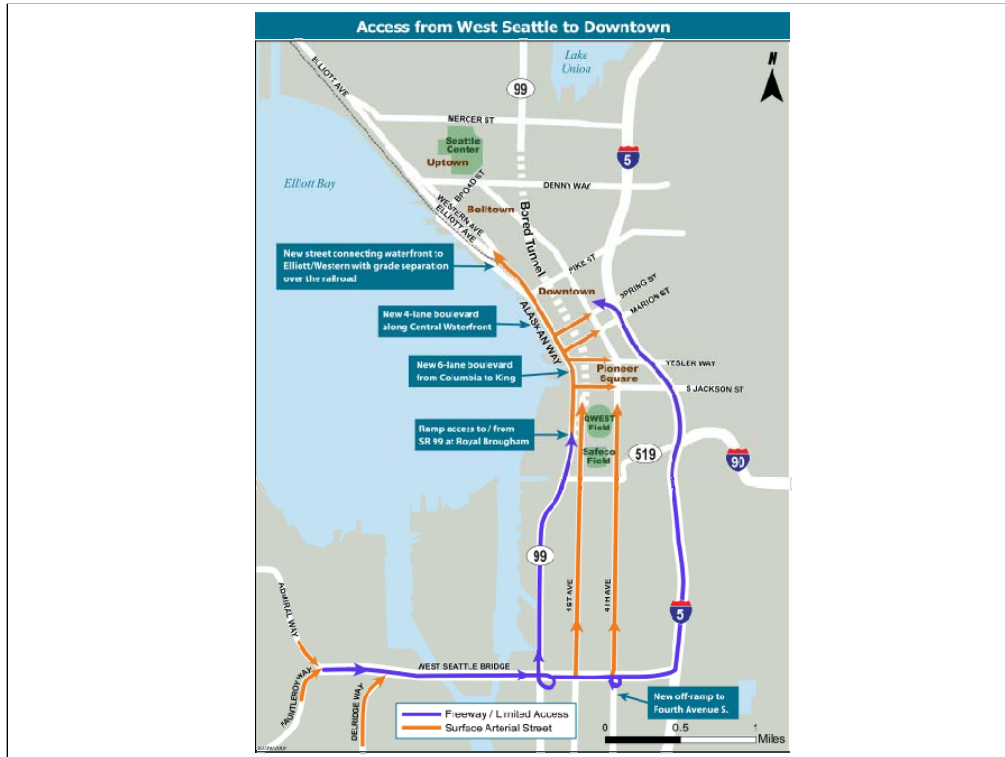 Access from West Seattle to Downtown
Lake
Union
N
ELLIOTT AVE
99
MERCER ST
Seattle
Center
Uptown
5
Elliott Bay
BROAD ST
DENNY WAY
Belltown
WESTERN AVE
ELLIOTT AVE
Bored Tunnel
New street connecting waterfront to
Elliott/Western with grade separation
over the railroad
PIKE ST
Downtown
SPRING ST
MARION ST
New 4-lane boulevard
along Central Waterfront
ALASKAN WAY
New 6-lane boulevard
from Columbia to King
YESLER WAY
Pioneer
Square
S JACKSON ST
Ramp access to / from
SR 99 at Royal Brougham
QWEST
Field
Safeco
Field
519
90
99
1ST AVE
4TH AVE
5
ADMIRAL WAY
WEST SEATTLE BRIDGE
FAUNTLEROY WAY
DELRIDGE WAY
New off-ramp to
Fourth Avenue S.
Freeway / Limited Access
Surface Arterial Street
0 0.5 1
Miles